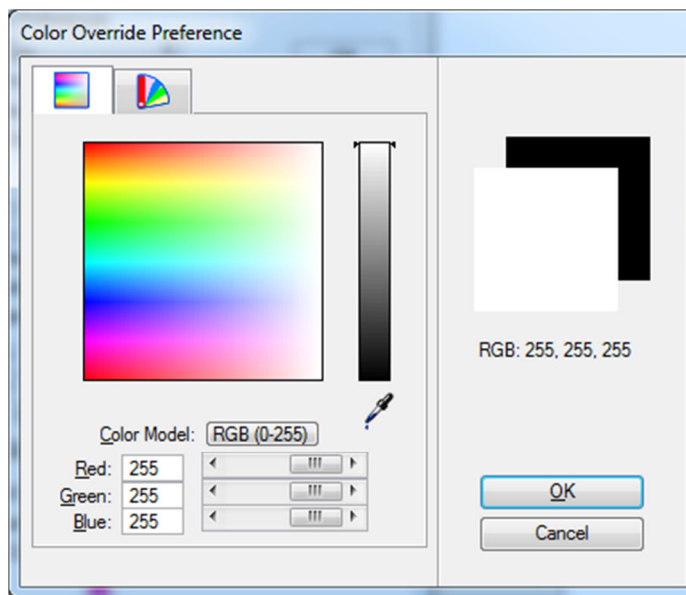 Color Override Preference
RGB: 255, 255, 255
Color Model: RGB (0-255)
Red: 255
Green: 255
Blue: 255
OK
Cancel